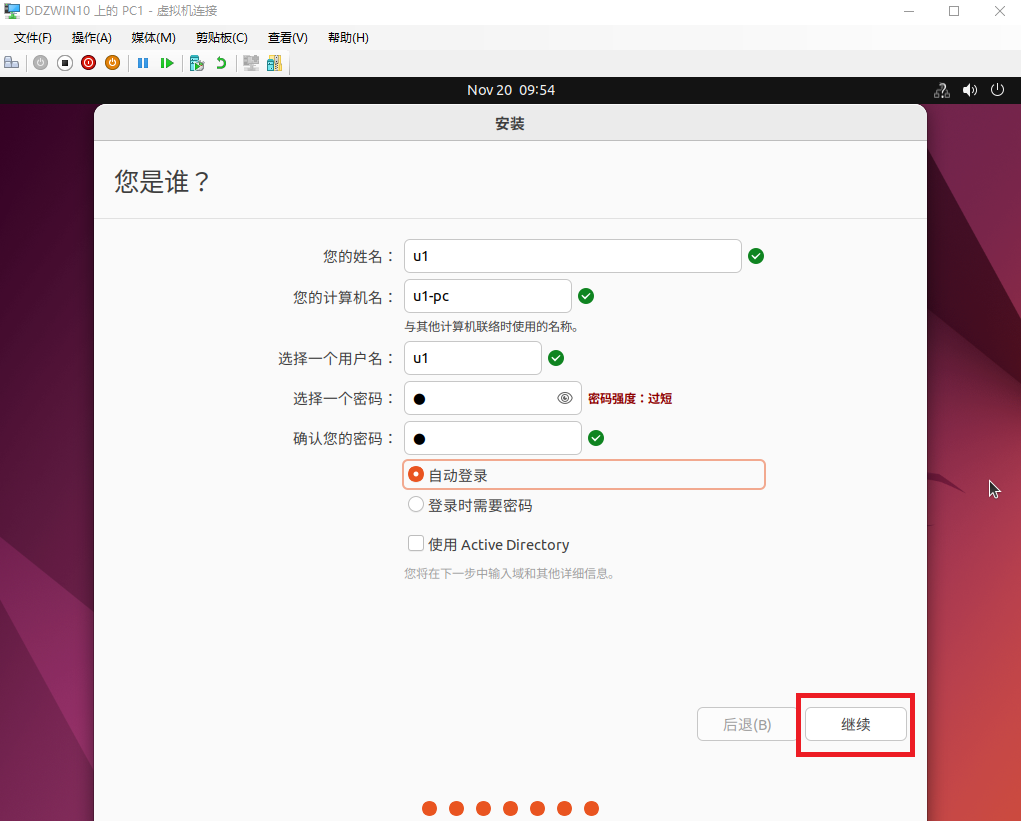 DDZWIN10 上的 PC1 - 虚拟机连接
文件(F) 操作(A) 媒体(M) 剪贴板(C) 查看(V) 帮助(H)
Nov 20 09:54
安装
您是谁？
您的姓名： u1
您的计算机名： u1-pc
与其他计算机联络时使用的名称。
选择一个用户名： u1
选择一个密码： ● 密码强度：过短
确认您的密码： ●
自动登录
登录时需要密码
使用 Active Directory
您将在下一步中输入域和其他详细信息。
后退(B) 继续